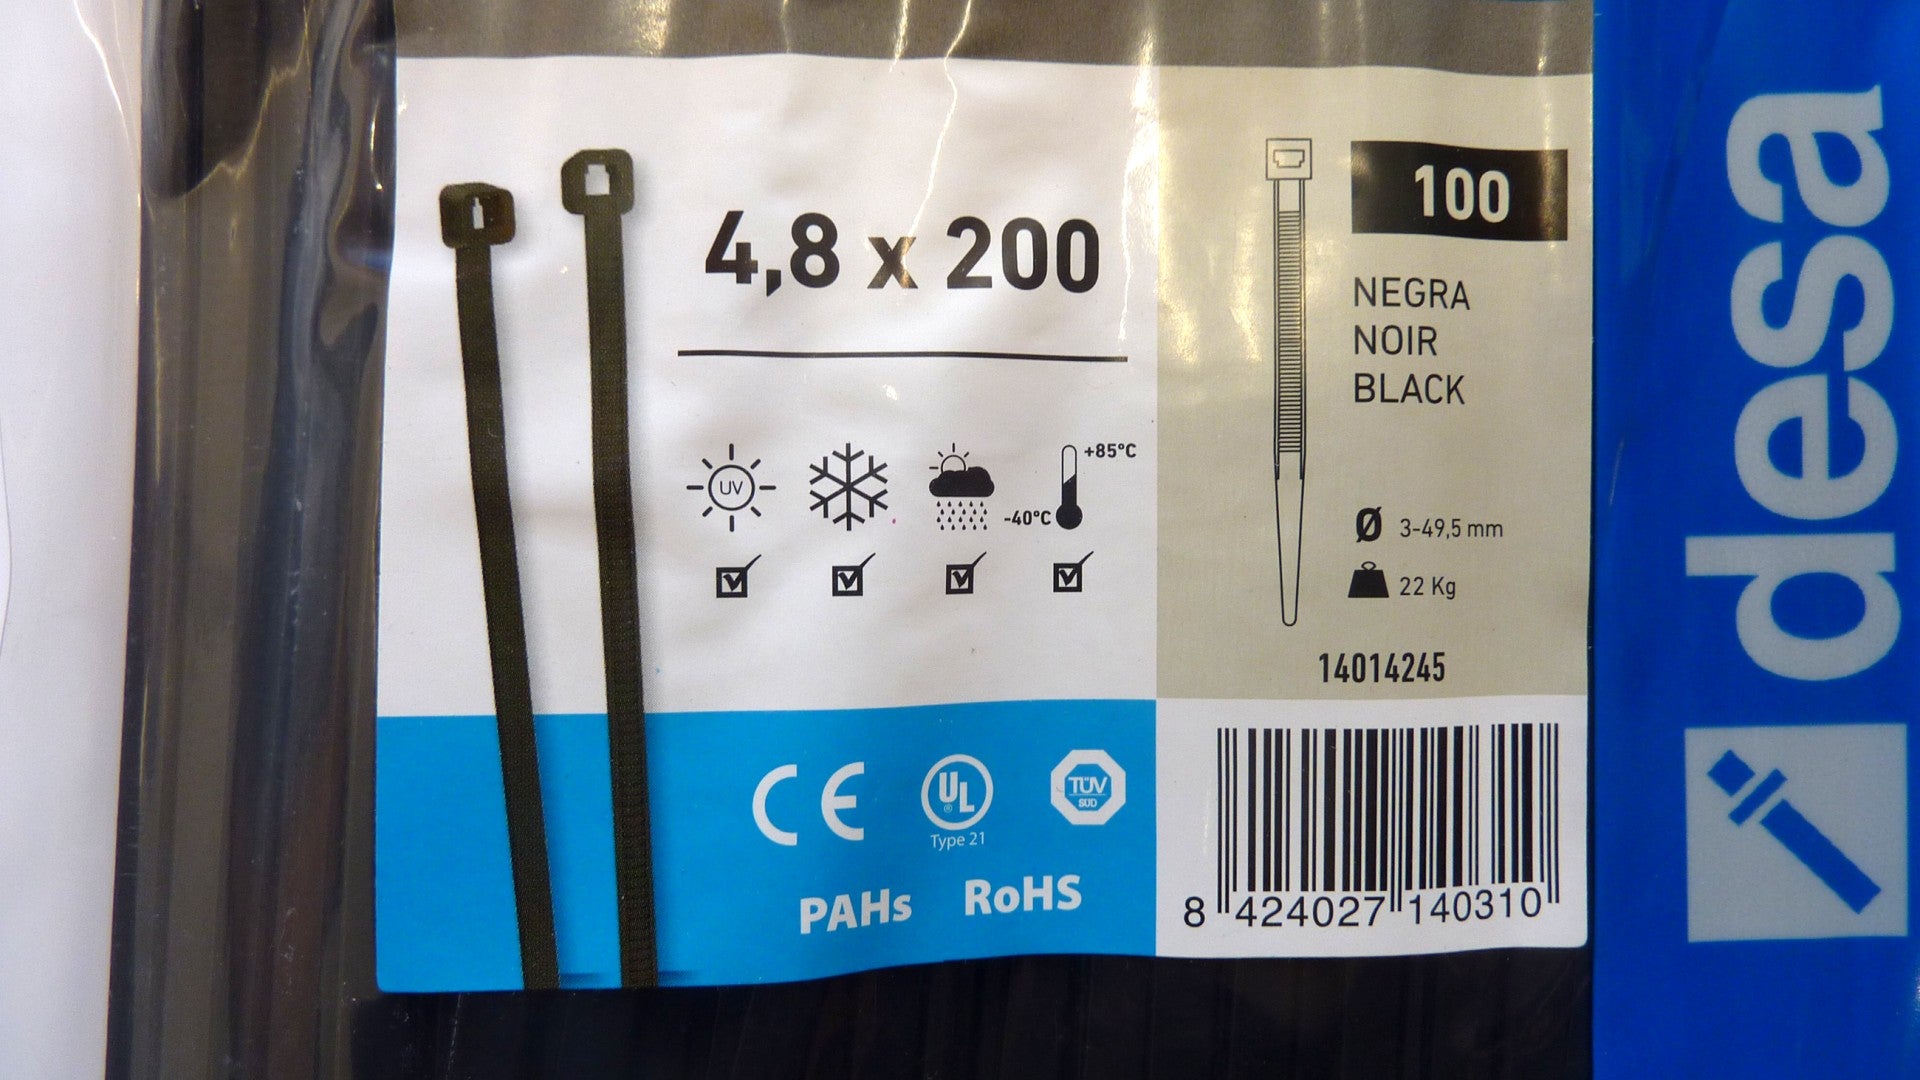 4,8 x 200
UV
+85°C
-40°C
100
NEGRA
NOIR
BLACK
Ø 3-49,5 mm
22 Kg
14014245
CE
UL
®
Type 21
TÜV
SÜD
PAHs RoHS
8 424027 140310
desa